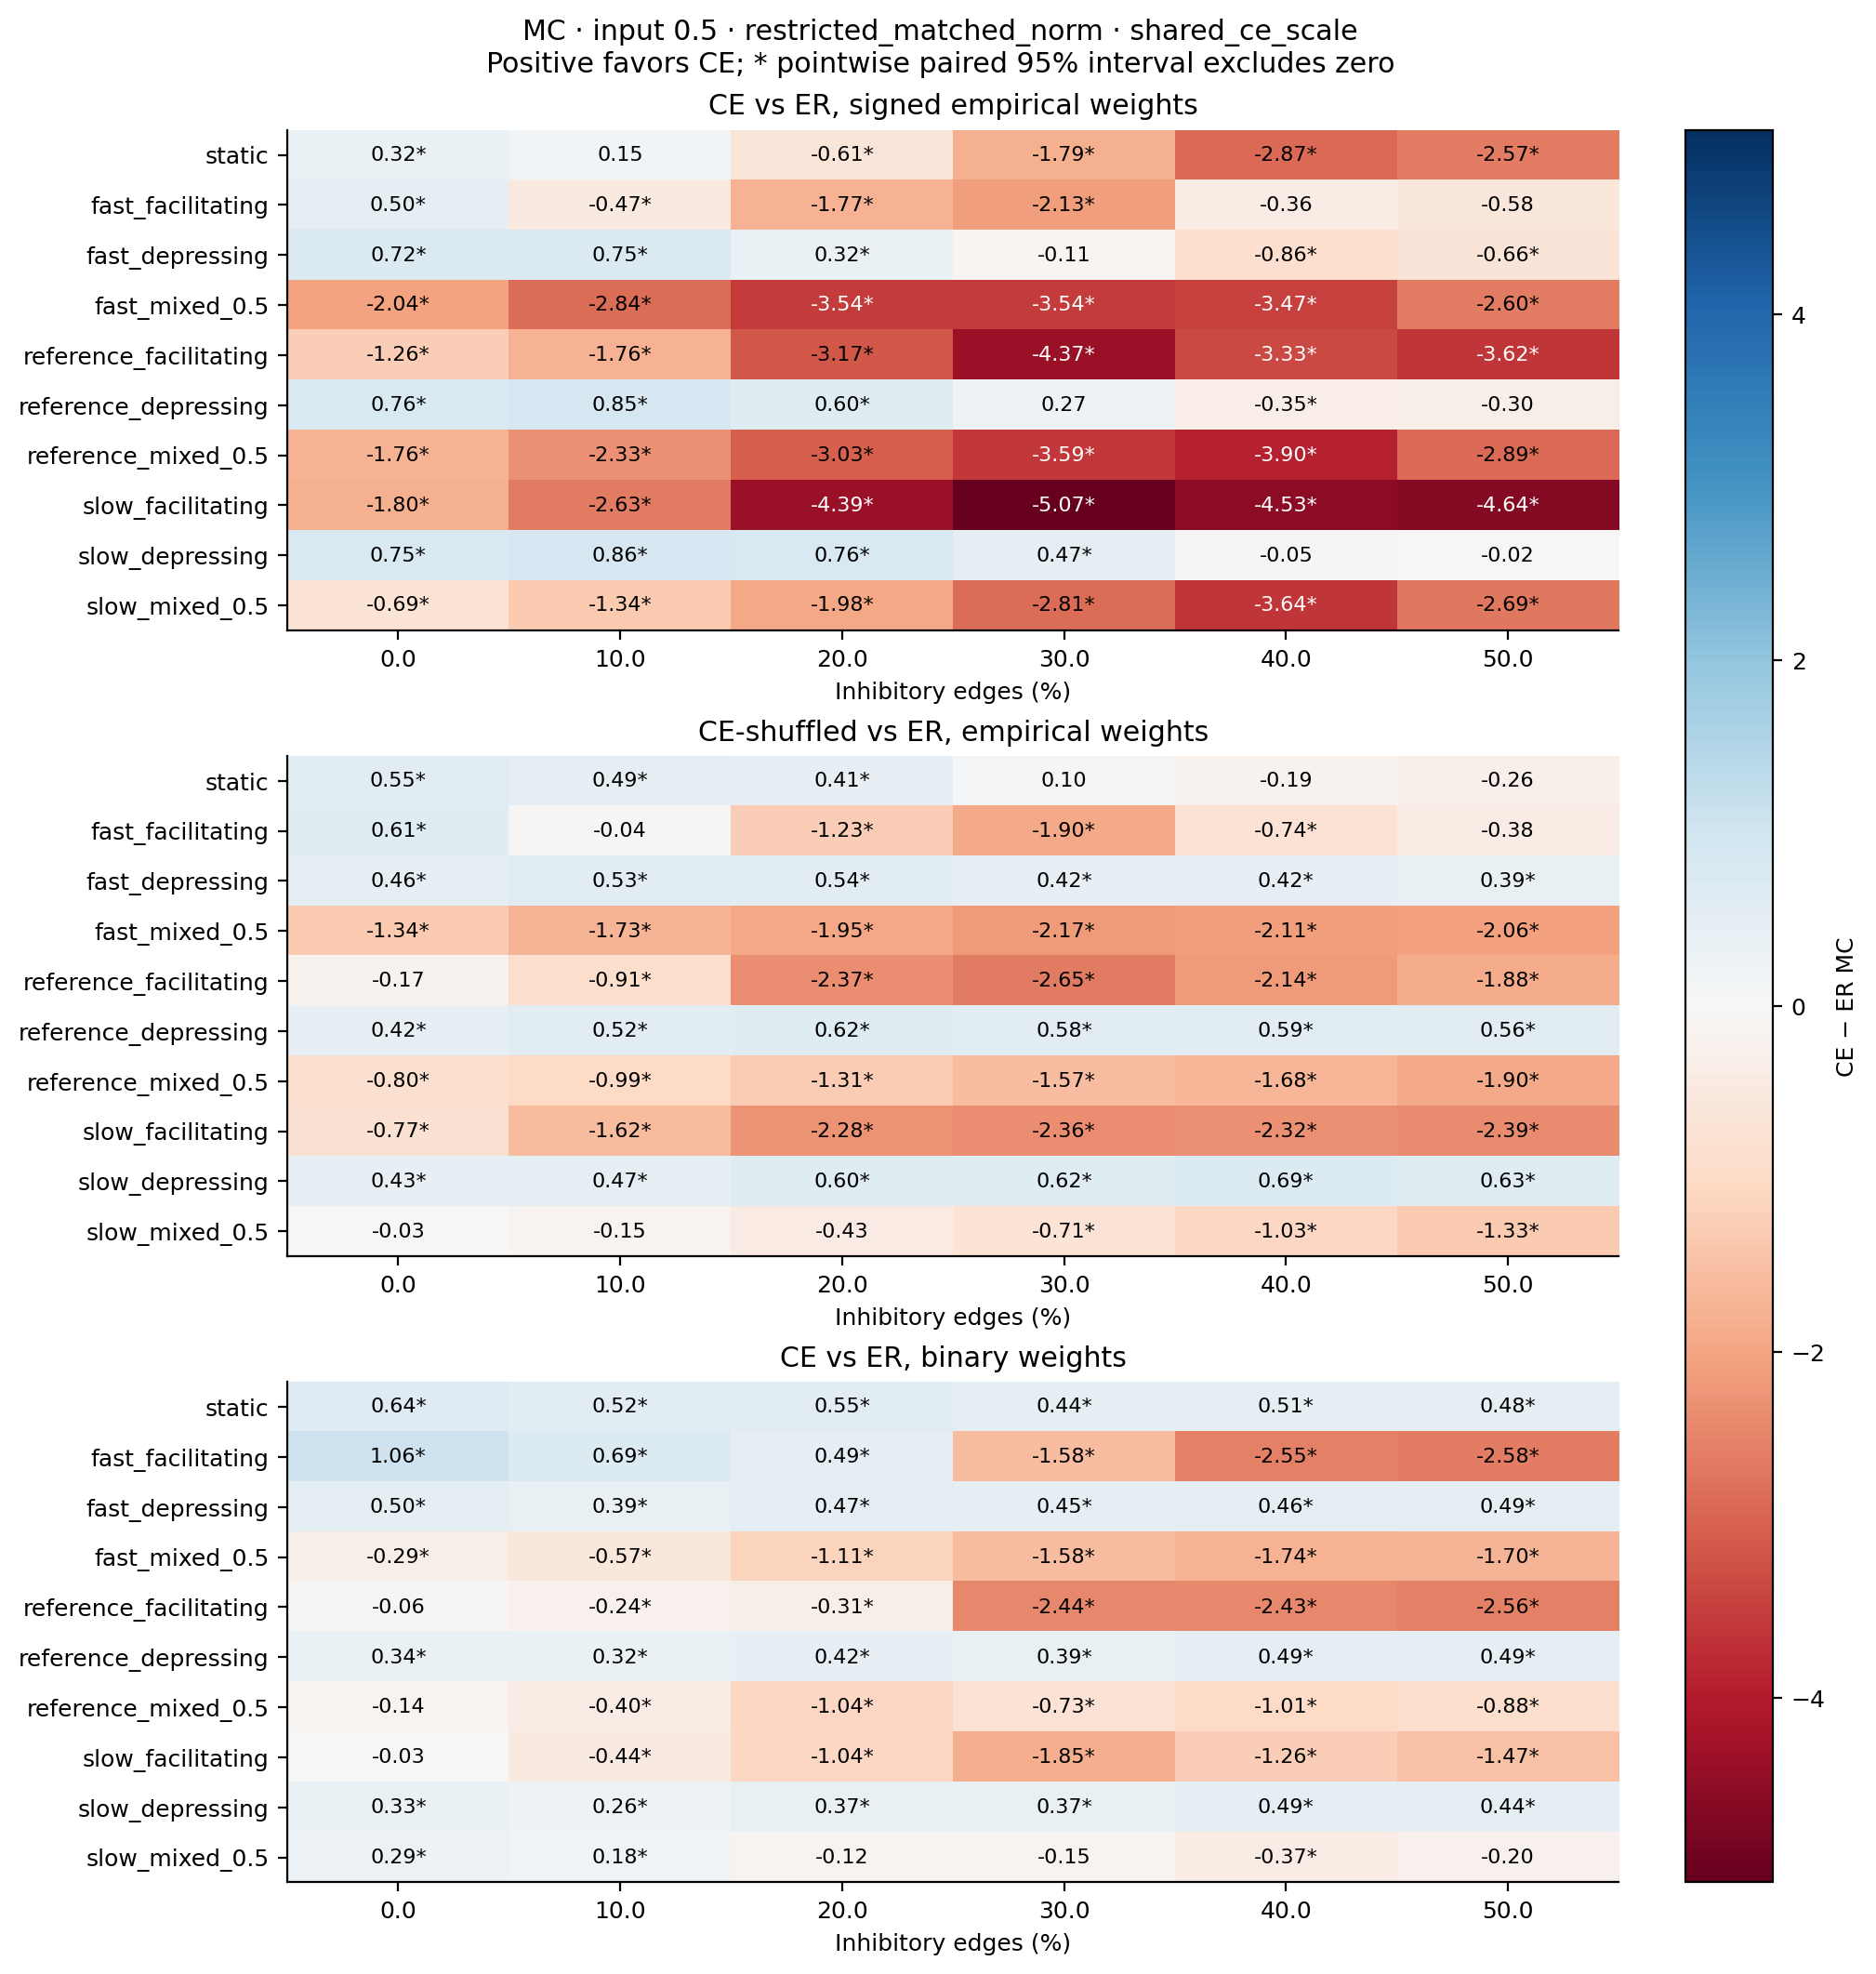 MC · input 0.5 · restricted_matched_norm · shared_ce_scale
Positive favors CE; * pointwise paired 95% interval excludes zero
CE vs ER, signed empirical weights
static 0.32* 0.15 -0.61* -1.79* -2.87* -2.57*
fast_facilitating 0.50* -0.47* -1.77* -2.13* -0.36 -0.58
fast_depressing 0.72* 0.75* 0.32* -0.11 -0.86* -0.66*
fast_mixed_0.5 -2.04* -2.84* -3.54* -3.54* -3.47* -2.60*
reference_facilitating -1.26* -1.76* -3.17* -4.37* -3.33* -3.62*
reference_depressing 0.76* 0.85* 0.60* 0.27 -0.35* -0.30
reference_mixed_0.5 -1.76* -2.33* -3.03* -3.59* -3.90* -2.89*
slow_facilitating -1.80* -2.63* -4.39* -5.07* -4.53* -4.64*
slow_depressing 0.75* 0.86* 0.76* 0.47* -0.05 -0.02
slow_mixed_0.5 -0.69* -1.34* -1.98* -2.81* -3.64* -2.69*
0.0 10.0 20.0 30.0 40.0 50.0
Inhibitory edges (%)
CE-shuffled vs ER, empirical weights
static 0.55* 0.49* 0.41* 0.10 -0.19 -0.26
fast_facilitating 0.61* -0.04 -1.23* -1.90* -0.74* -0.38
fast_depressing 0.46* 0.53* 0.54* 0.42* 0.42* 0.39*
fast_mixed_0.5 -1.34* -1.73* -1.95* -2.17* -2.11* -2.06*
reference_facilitating -0.17 -0.91* -2.37* -2.65* -2.14* -1.88*
reference_depressing 0.42* 0.52* 0.62* 0.58* 0.59* 0.56*
reference_mixed_0.5 -0.80* -0.99* -1.31* -1.57* -1.68* -1.90*
slow_facilitating -0.77* -1.62* -2.28* -2.36* -2.32* -2.39*
slow_depressing 0.43* 0.47* 0.60* 0.62* 0.69* 0.63*
slow_mixed_0.5 -0.03 -0.15 -0.43 -0.71* -1.03* -1.33*
0.0 10.0 20.0 30.0 40.0 50.0
Inhibitory edges (%)
CE vs ER, binary weights
static 0.64* 0.52* 0.55* 0.44* 0.51* 0.48*
fast_facilitating 1.06* 0.69* 0.49* -1.58* -2.55* -2.58*
fast_depressing 0.50* 0.39* 0.47* 0.45* 0.46* 0.49*
fast_mixed_0.5 -0.29* -0.57* -1.11* -1.58* -1.74* -1.70*
reference_facilitating -0.06 -0.24* -0.31* -2.44* -2.43* -2.56*
reference_depressing 0.34* 0.32* 0.42* 0.39* 0.49* 0.49*
reference_mixed_0.5 -0.14 -0.40* -1.04* -0.73* -1.01* -0.88*
slow_facilitating -0.03 -0.44* -1.04* -1.85* -1.26* -1.47*
slow_depressing 0.33* 0.26* 0.37* 0.37* 0.49* 0.44*
slow_mixed_0.5 0.29* 0.18* -0.12 -0.15 -0.37* -0.20
0.0 10.0 20.0 30.0 40.0 50.0
Inhibitory edges (%)
4
2
0
−2
−4
CE − ER MC